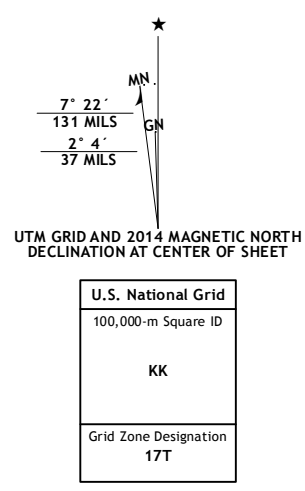 MN
7° 22´
131 MILS
GN
2° 4´
37 MILS
UTM GRID AND 2014 MAGNETIC NORTH
DECLINATION AT CENTER OF SHEET
U.S. National Grid
100,000-m Square ID
KK
Grid Zone Designation
17T